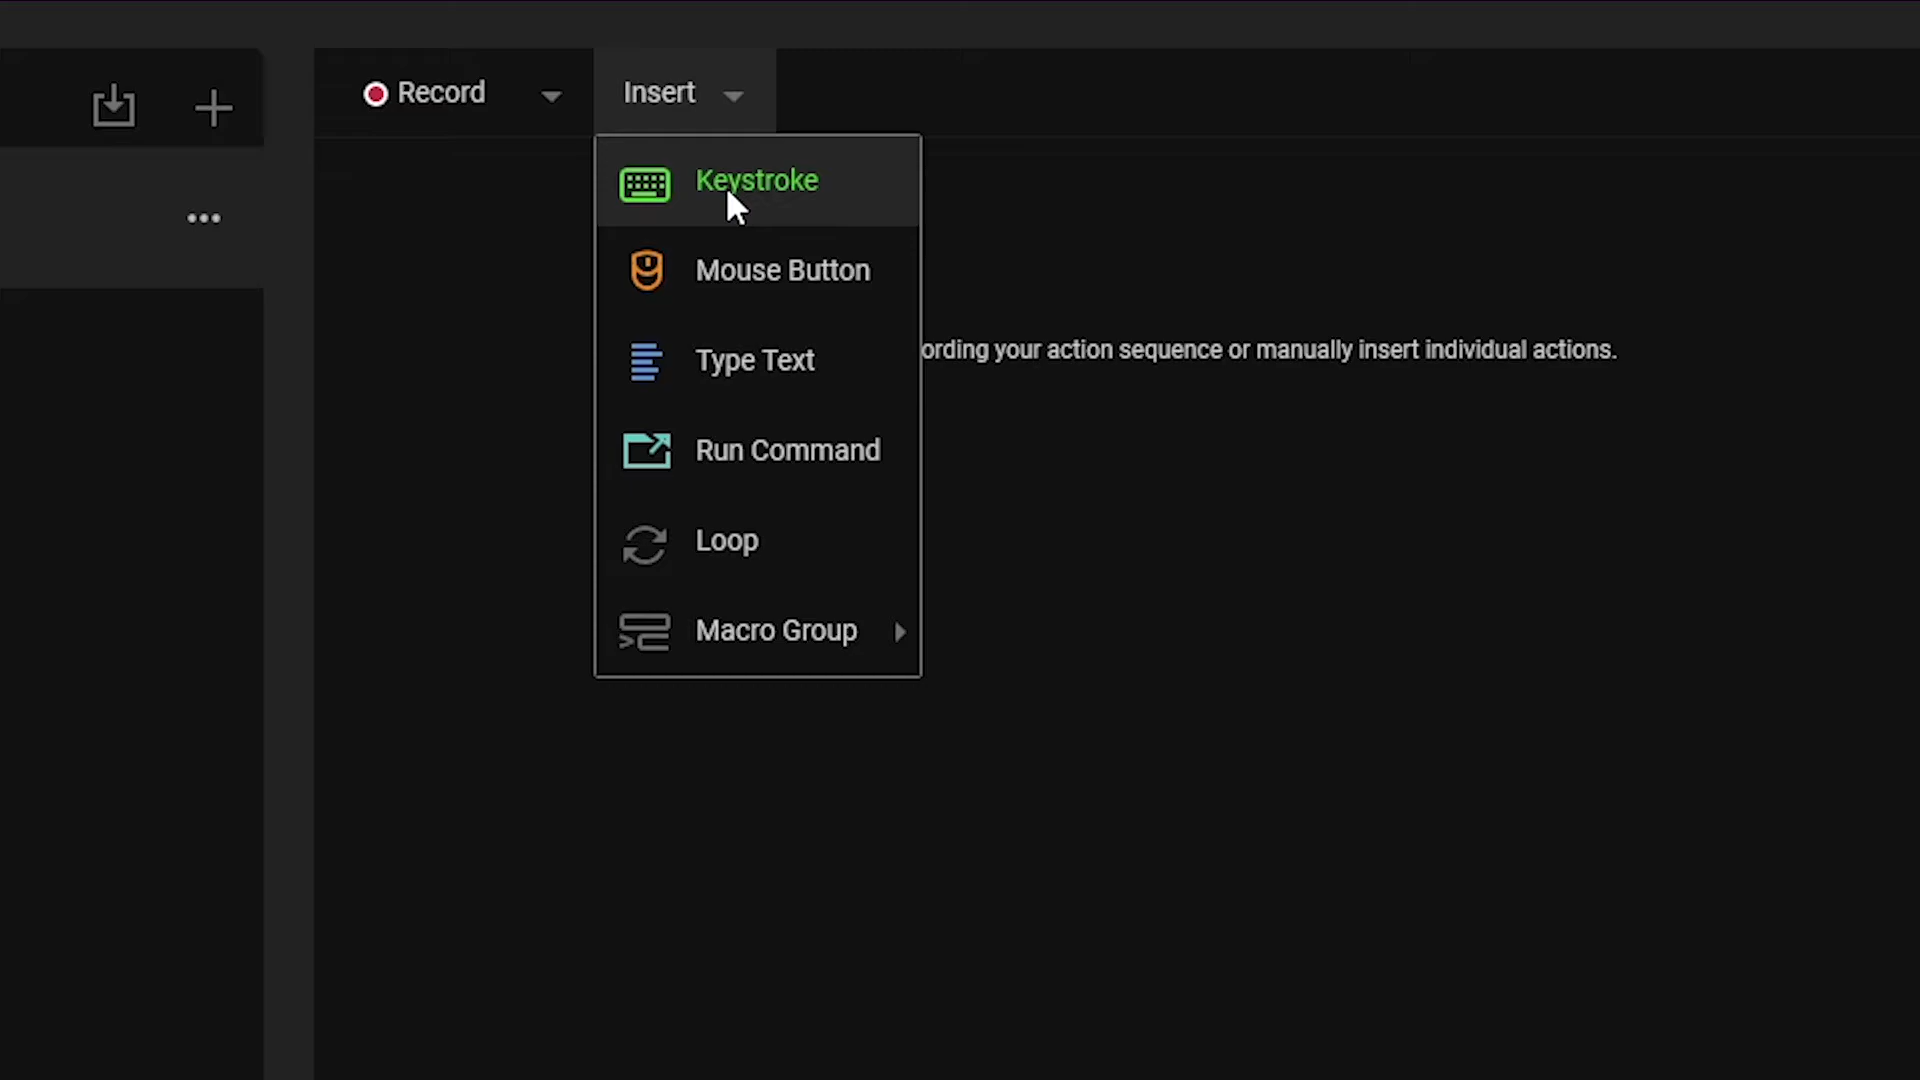 Record
Insert
Keystroke
Mouse Button
ording your action sequence or manually insert individual actions.
Type Text
Run Command
Loop
Macro Group